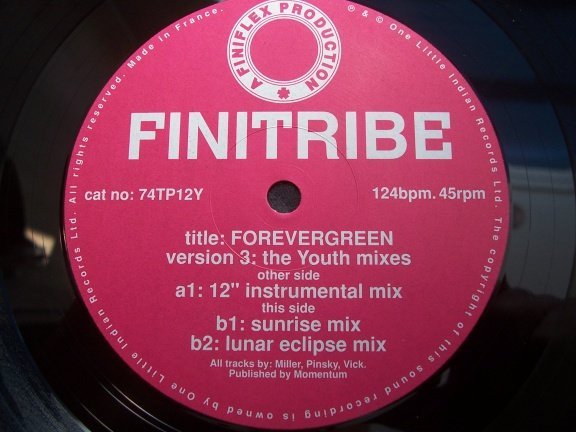 A FINIFLEX PRODUCTION
FINITRIBE
cat no: 74TP12Y
124bpm. 45rpm
title: FOREVERGREEN
version 3: the Youth mixes
other side
a1: 12" instrumental mix
this side
b1: sunrise mix
b2: lunar eclipse mix
All tracks by: Miller, Pinsky, Vick.
Published by Momentum
℗ & © One Little Indian Records Ltd. The copyright of this sound recording is owned by One Little Indian Records Ltd. All rights reserved. Made in France.